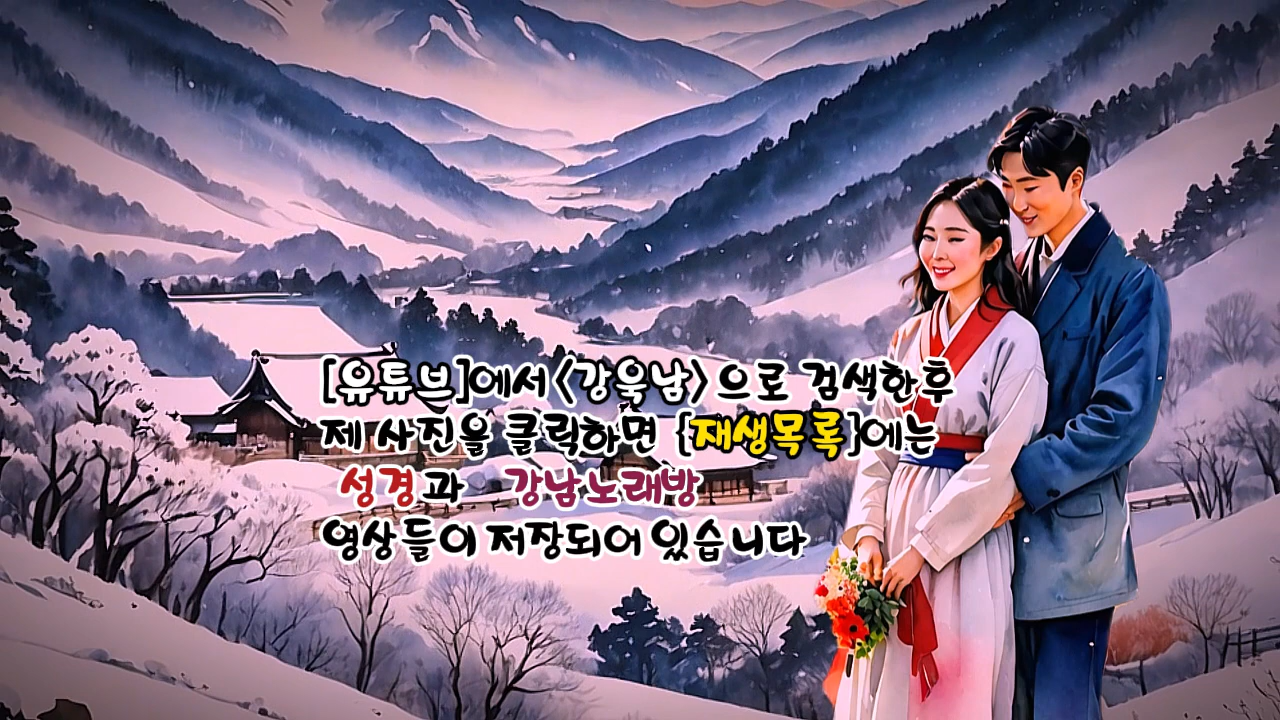 [유튜브]에서 <강욱남> 으로 검색한후
제 사진을 클릭하면 {재생목록}에는
성경과 강남노래방
영상들이 저장되어 있습니다